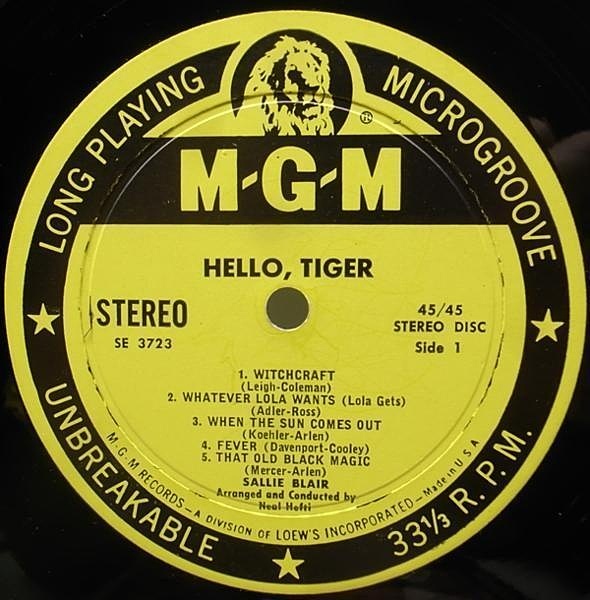 LONG PLAYING
MICROGROOVE
®
M-G-M
HELLO, TIGER
STEREO
SE 3723
45/45
STEREO DISC
Side 1
1. WITCHCRAFT
(Leigh-Coleman)
2. WHATEVER LOLA WANTS (Lola Gets)
(Adler-Ross)
3. WHEN THE SUN COMES OUT
(Koehler-Arlen)
4. FEVER (Davenport-Cooley)
5. THAT OLD BLACK MAGIC
(Mercer-Arlen)
SALLIE BLAIR
Arranged and Conducted by
Neal Hefti
M-G-M RECORDS—A DIVISION OF LOEW'S INCORPORATED—Made in U S A
UNBREAKABLE
33⅓ R.P.M.